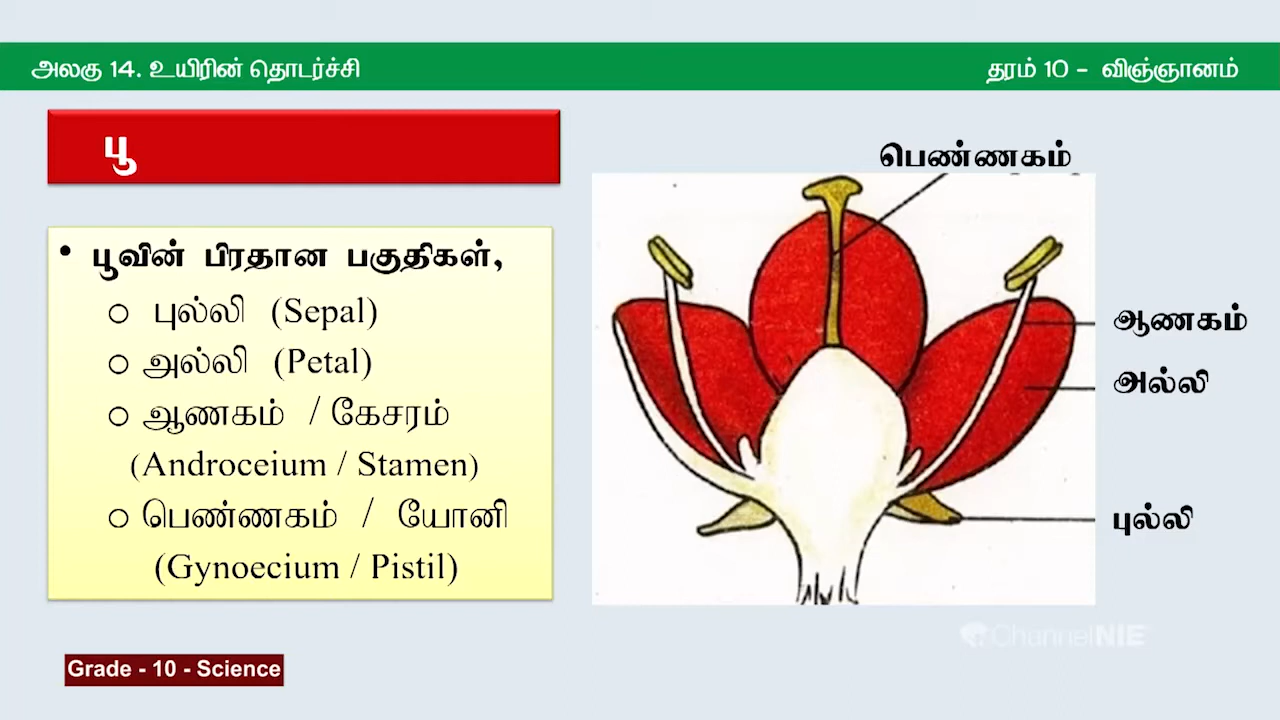 அலகு 14. உயிரின் தொடர்ச்சி
தரம் 10 - விஞ்ஞானம்
பூ
• பூவின் பிரதான பகுதிகள்,
o புல்லி (Sepal)
o அல்லி (Petal)
o ஆணகம் / கேசரம்
(Androceium / Stamen)
o பெண்ணகம் / யோனி
(Gynoecium / Pistil)
பெண்ணகம்
ஆணகம்
அல்லி
புல்லி
ChannelNIE
Grade - 10 - Science